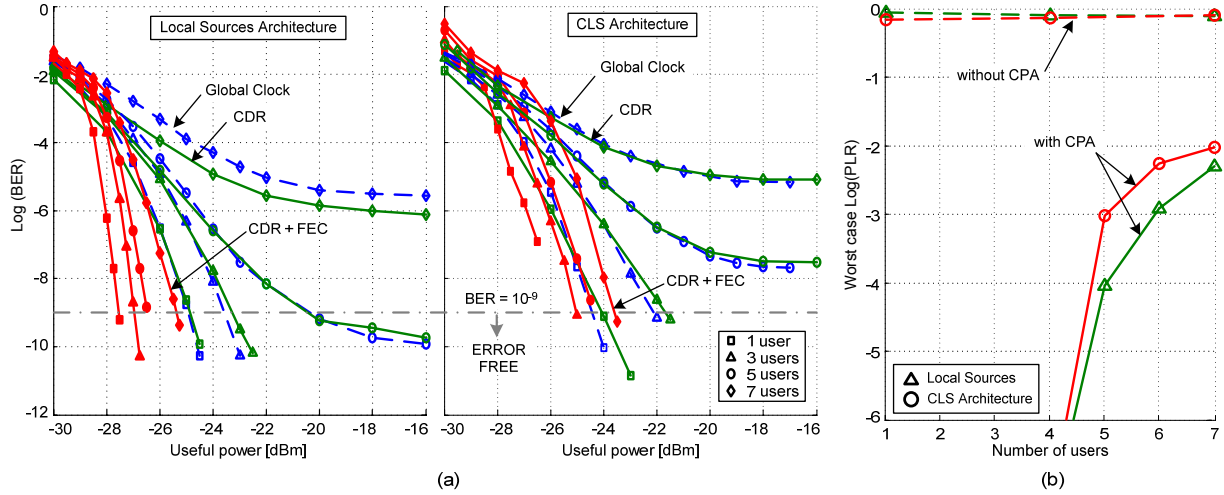 Local Sources Architecture
CLS Architecture
Global Clock
CDR
CDR + FEC
Global Clock
CDR
CDR + FEC
BER = 10-9
ERROR
FREE
1 user
3 users
5 users
7 users
Log (BER)
-2
-4
-6
-8
-10
-12
-30 -28 -26 -24 -22 -20 -18 -16
Useful power [dBm]
-30 -28 -26 -24 -22 -20 -18 -16
Useful power [dBm]
(a)
without CPA
with CPA
Local Sources
CLS Architecture
Worst case Log(PLR)
0
-1
-2
-3
-4
-5
-6
1 2 3 4 5 6 7
Number of users
(b)